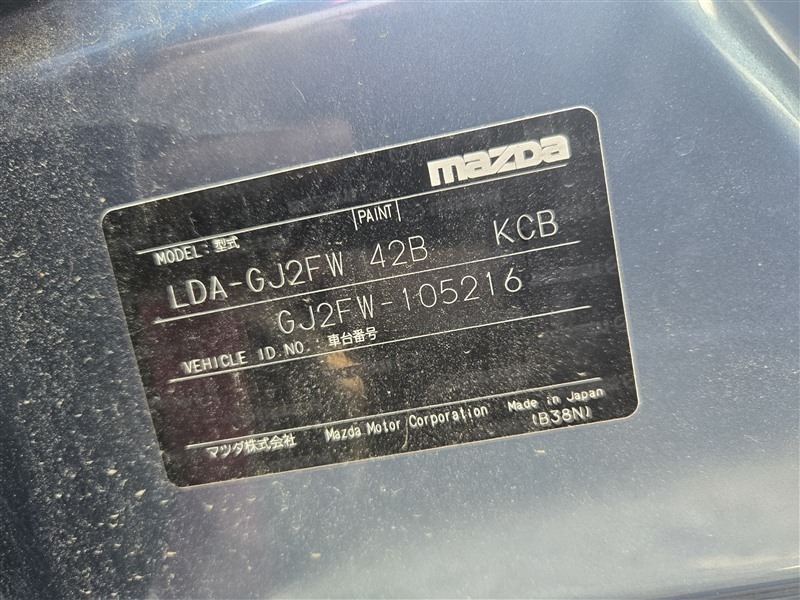 mazda
MODEL:型式 PAINT
LDA-GJ2FW 42B KCB
GJ2FW-105216
VEHICLE ID.NO.:車台番号
マツダ株式会社 Mazda Motor Corporation Made in Japan
(B38N)